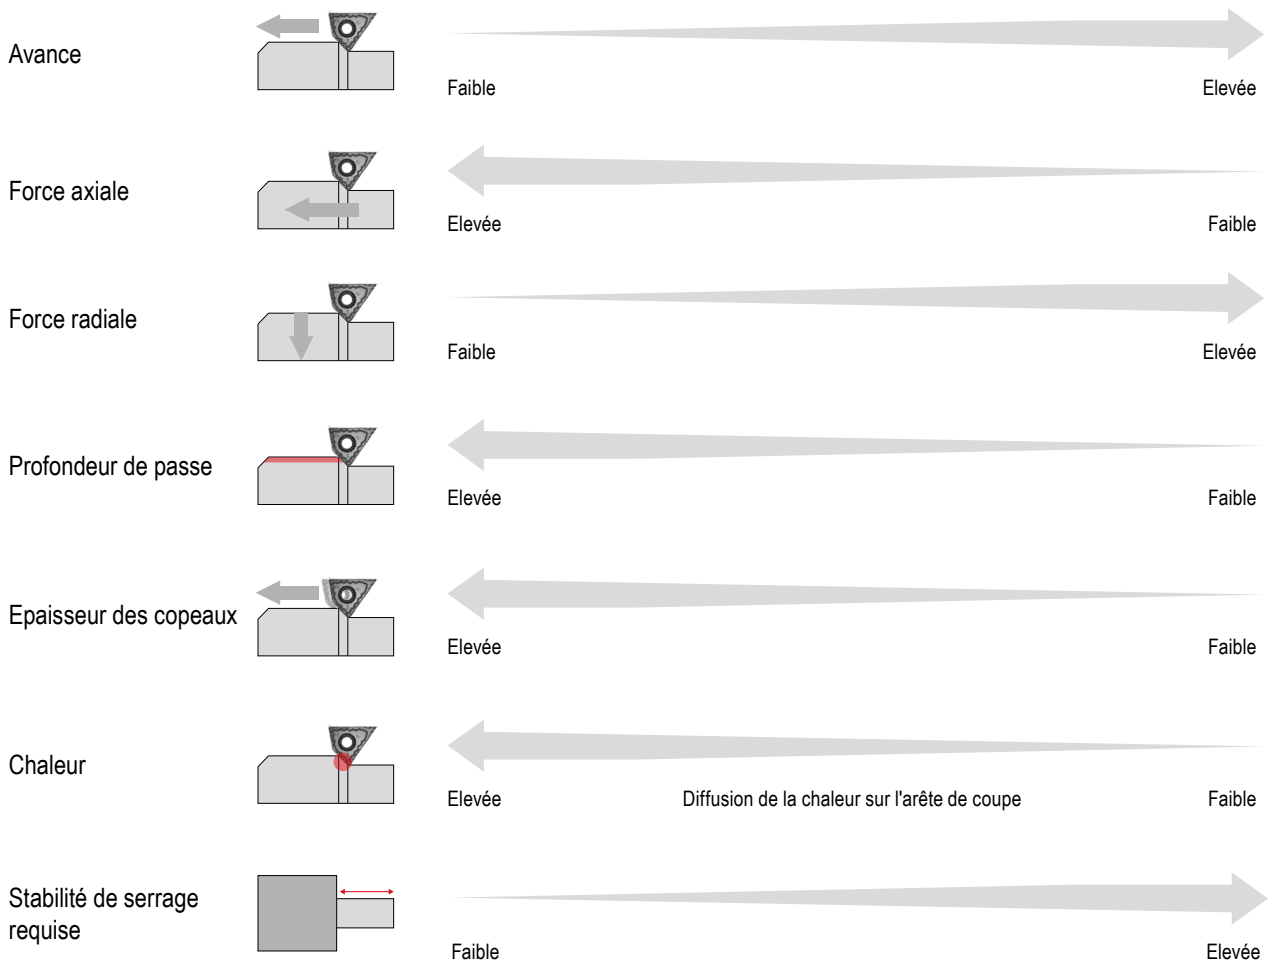 Avance
Faible
Elevée
Force axiale
Elevée
Faible
Force radiale
Faible
Elevée
Profondeur de passe
Elevée
Faible
Epaisseur des copeaux
Elevée
Faible
Chaleur
Elevée
Diffusion de la chaleur sur l'arête de coupe
Faible
Stabilité de serrage
requise
Faible
Elevée